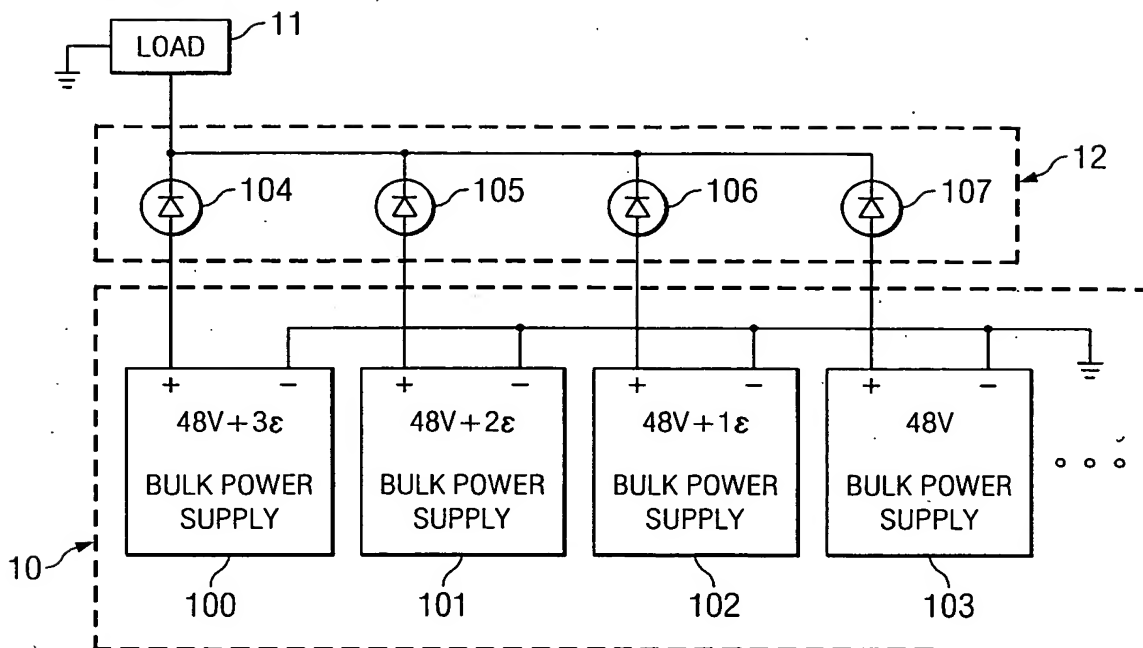 LOAD
11
12
104
105
106
107
+ − + − + − + −
48V+3ε
48V+2ε
48V+1ε
48V
BULK POWER
SUPPLY
BULK POWER
SUPPLY
BULK POWER
SUPPLY
BULK POWER
SUPPLY
10
100
101
102
103